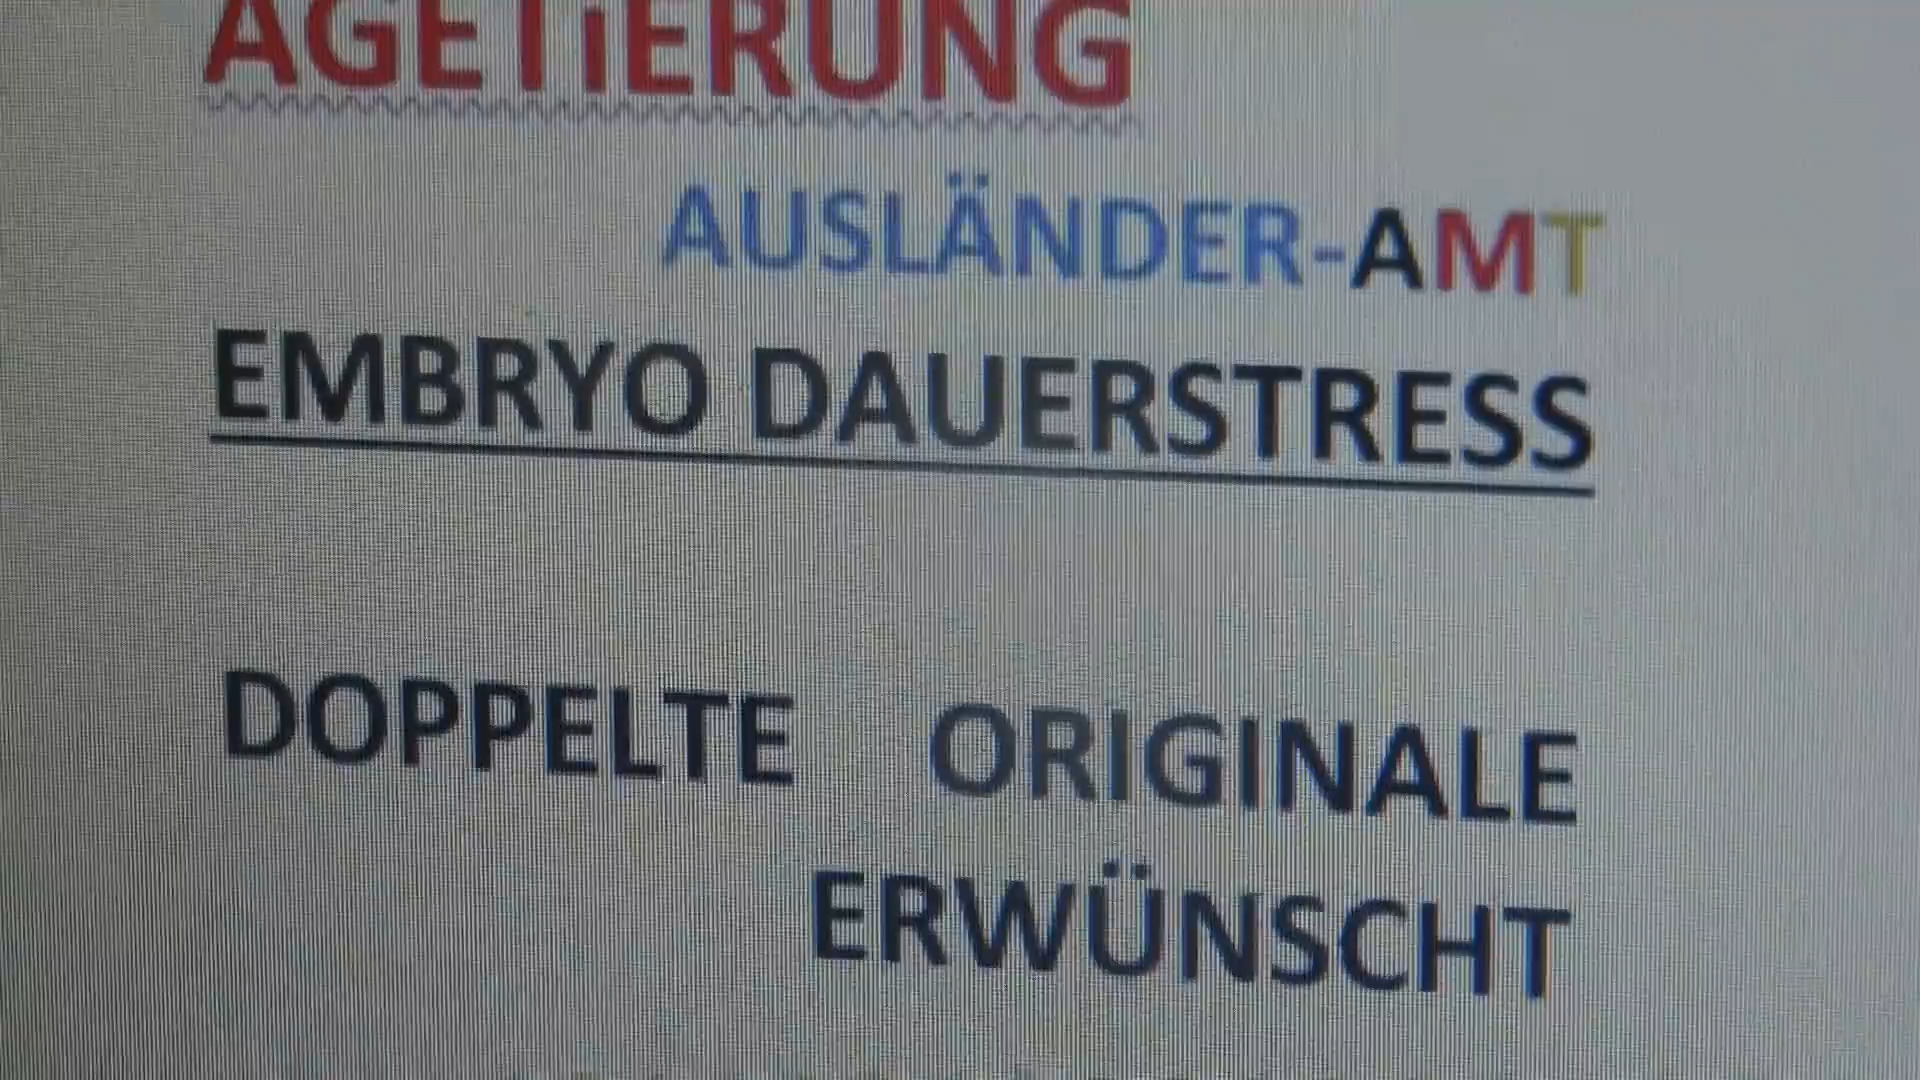 AGETiERUNG
AUSLÄNDER-AMT
EMBRYO DAUERSTRESS
DOPPELTE ORIGINALE
ERWÜNSCHT